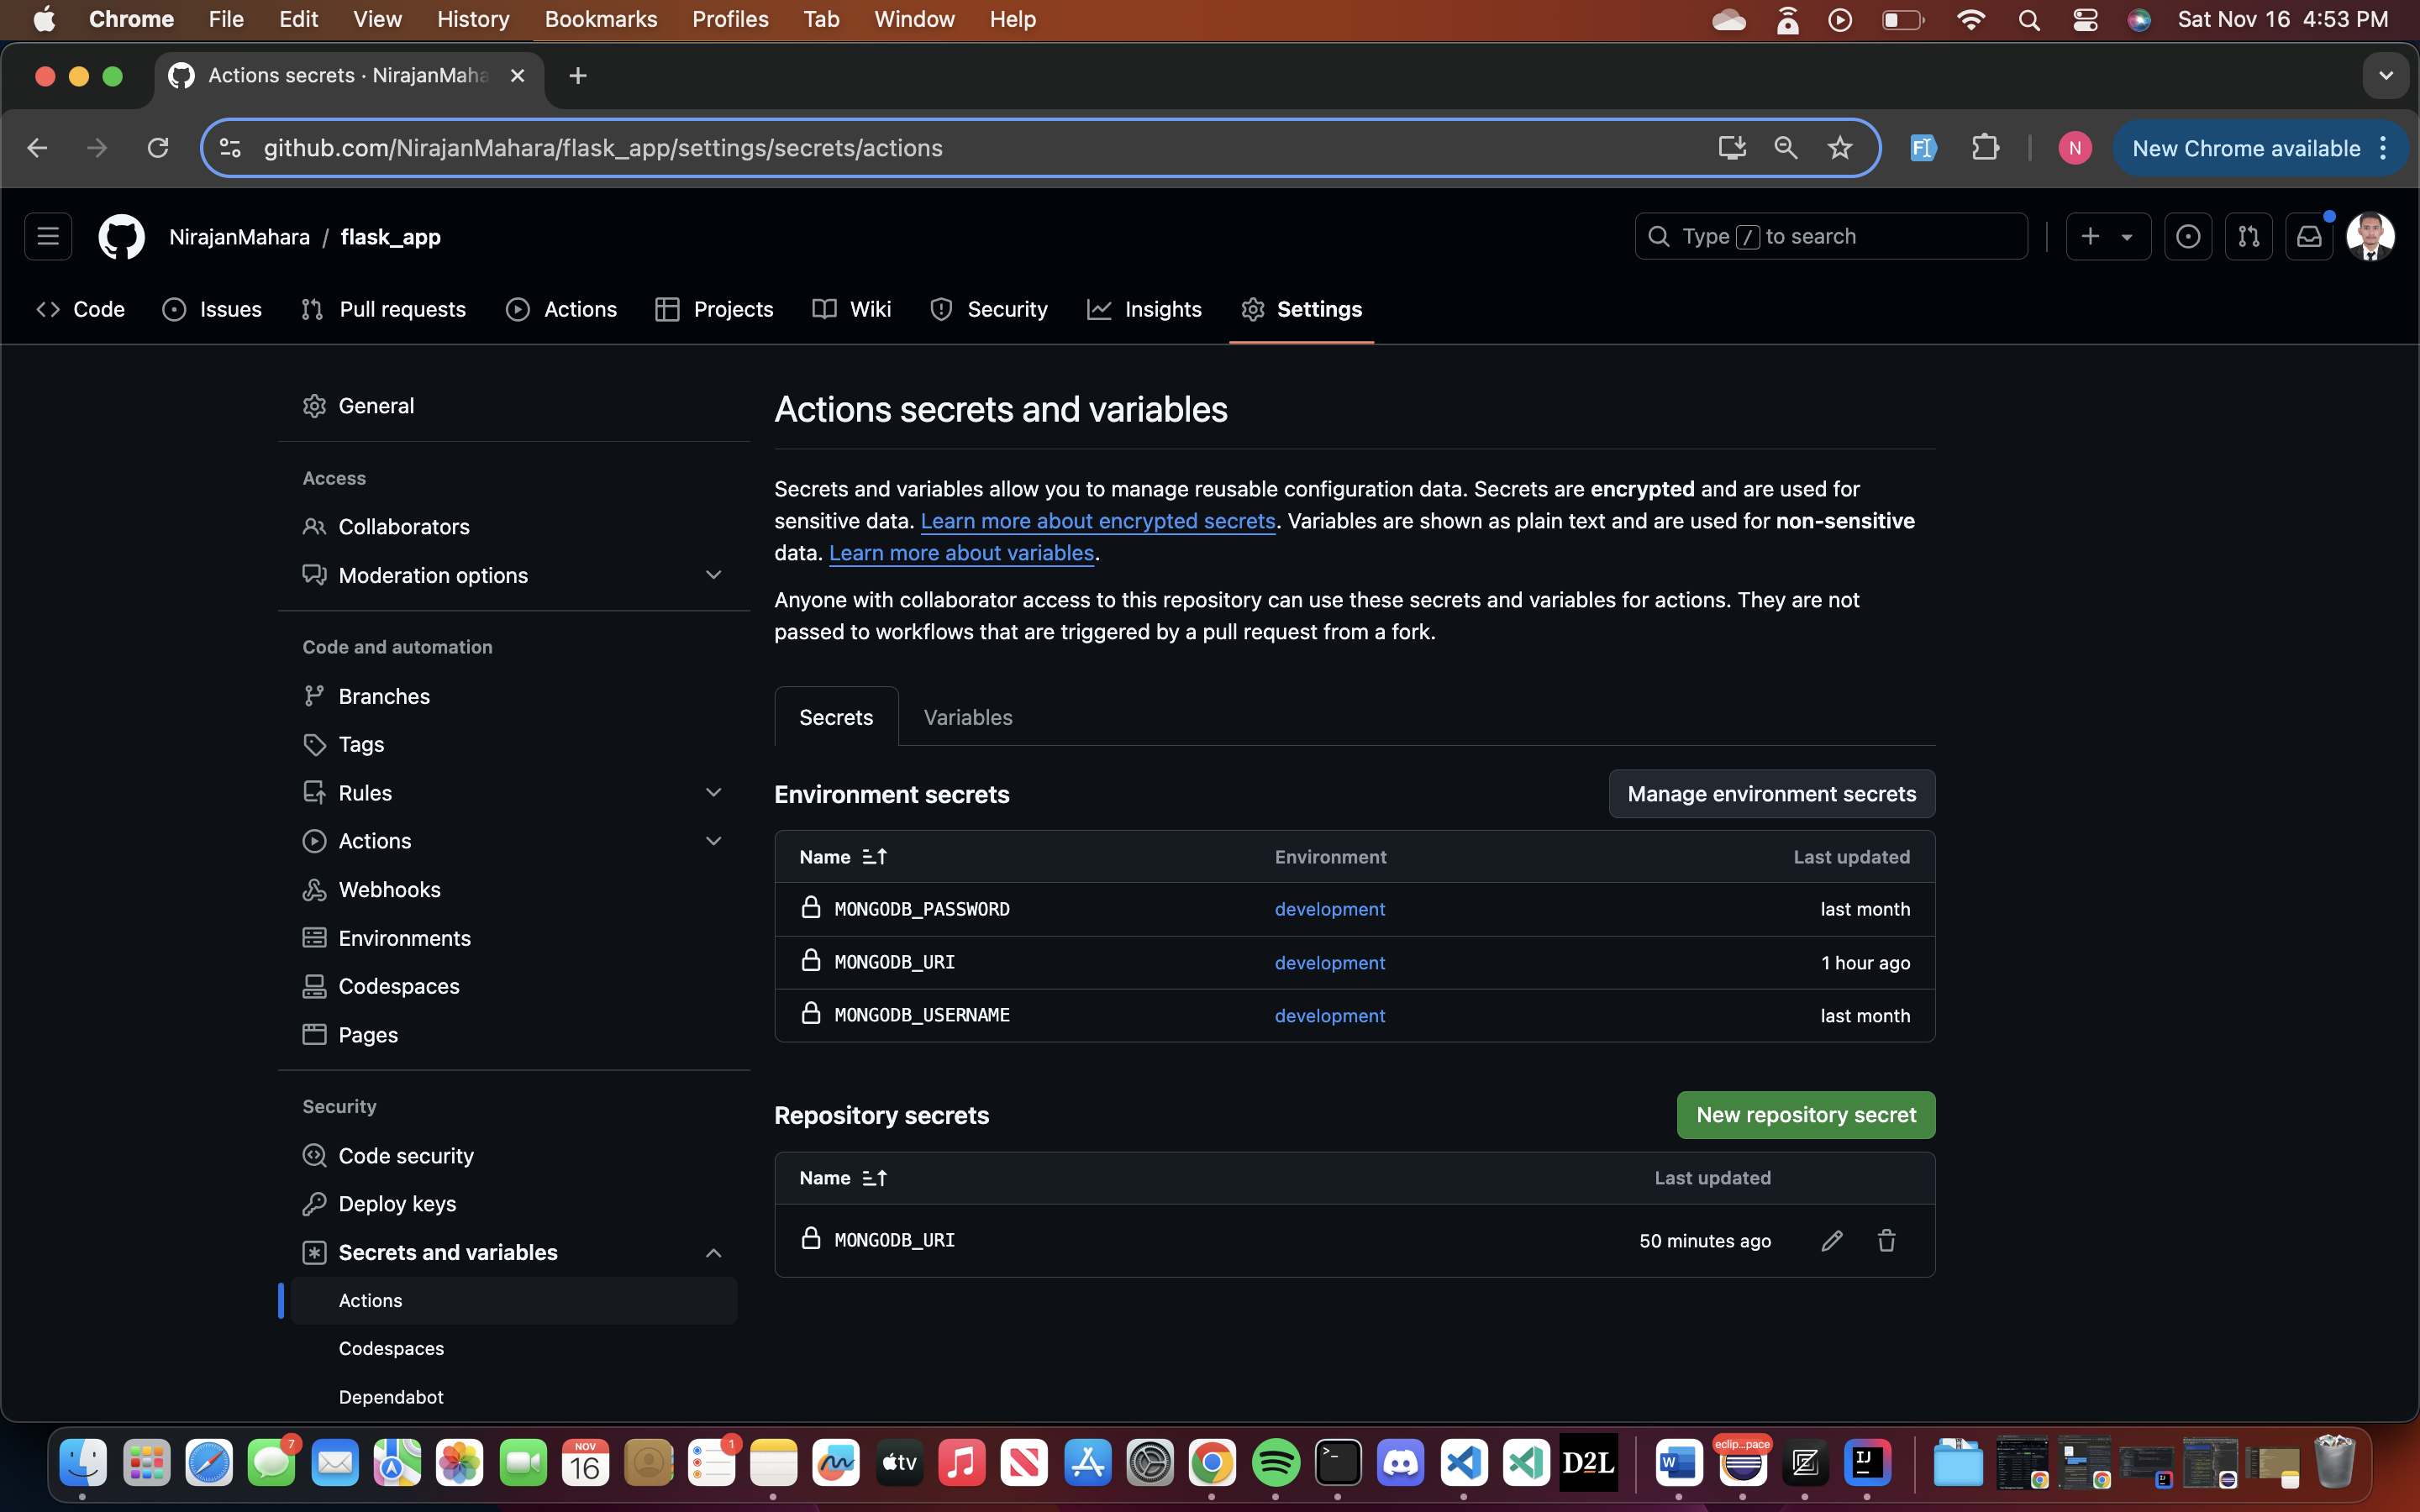 Chrome File Edit View History Bookmarks Profiles Tab Window Help Sat Nov 16 4:53 PM
Actions secrets · NirajanMaha
github.com/NirajanMahara/flask_app/settings/secrets/actions N New Chrome available
NirajanMahara / flask_app Type / to search
Code Issues Pull requests Actions Projects Wiki Security Insights Settings
General
Access
Collaborators
Moderation options
Code and automation
Branches
Tags
Rules
Actions
Webhooks
Environments
Codespaces
Pages
Security
Code security
Deploy keys
Secrets and variables
Actions
Codespaces
Dependabot
Actions secrets and variables
Secrets and variables allow you to manage reusable configuration data. Secrets are encrypted and are used for
sensitive data. Learn more about encrypted secrets. Variables are shown as plain text and are used for non-sensitive
data. Learn more about variables.
Anyone with collaborator access to this repository can use these secrets and variables for actions. They are not
passed to workflows that are triggered by a pull request from a fork.
Secrets Variables
Environment secrets Manage environment secrets
Name Environment Last updated
MONGODB_PASSWORD development last month
MONGODB_URI development 1 hour ago
MONGODB_USERNAME development last month
Repository secrets New repository secret
Name Last updated
MONGODB_URI 50 minutes ago
7 NOV 16 1 tv D2L W eclip...pace IJ